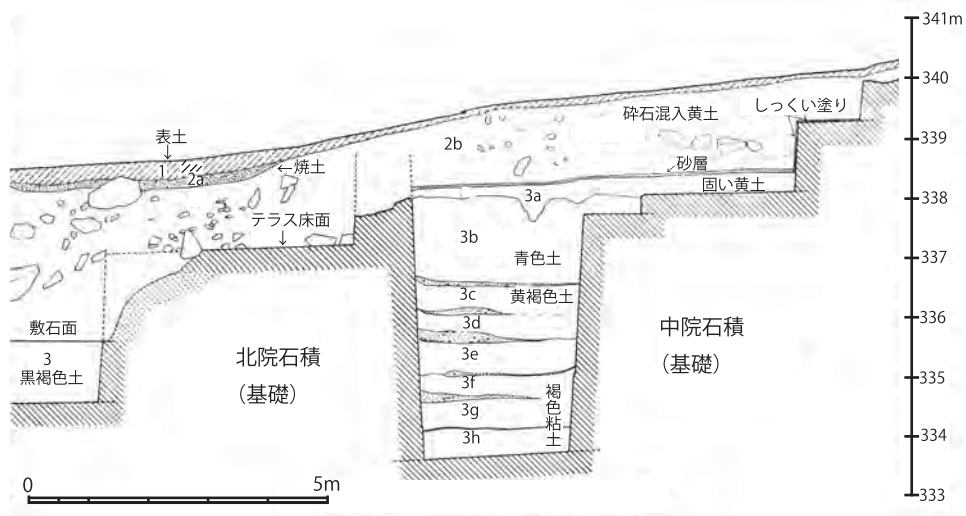 341m
340
339
338
337
336
335
334
333
表土
1
2a
焼土
テラス床面
敷石面
3
黒褐色土
北院石積
（基礎）
砕石混入黄土
しっくい塗り
2b
砂層
固い黄土
3a
3b
青色土
3c
黄褐色土
3d
3e
3f
3g
3h
褐色粘土
中院石積
（基礎）
0
5m